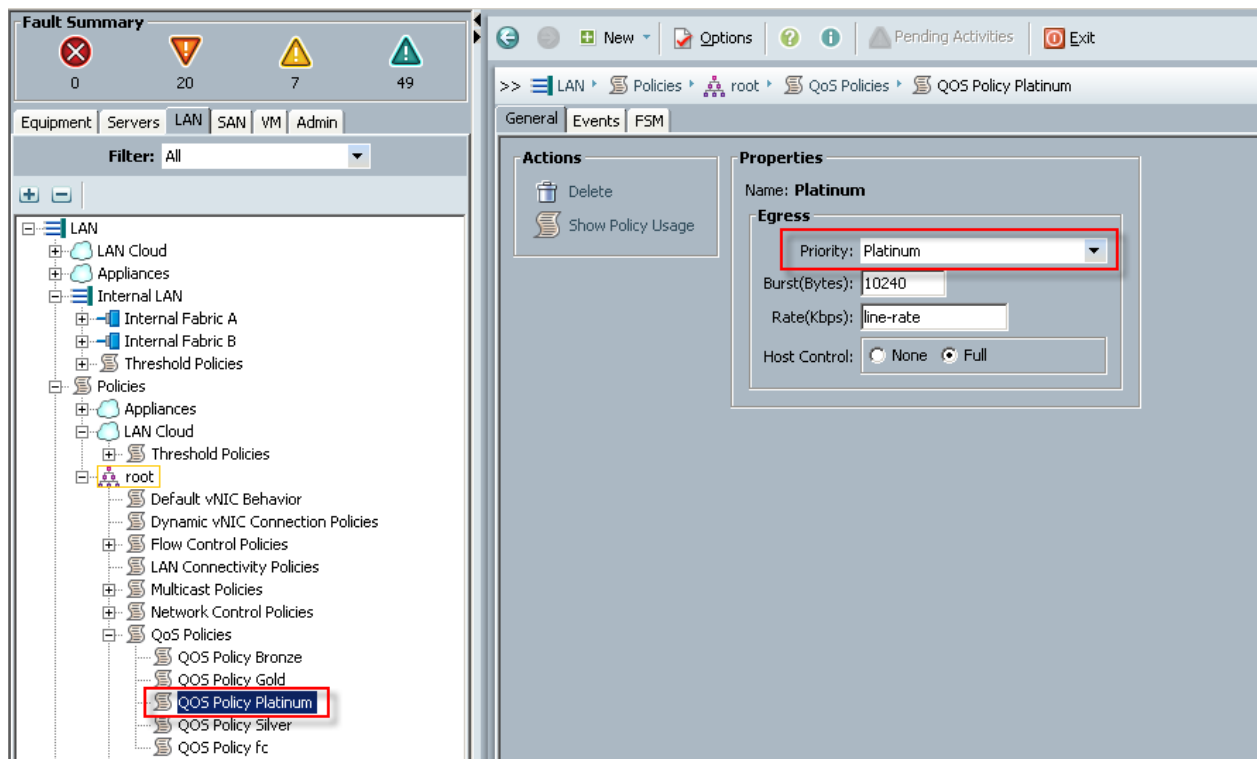 Fault Summary
0 20 7 49
Equipment Servers LAN SAN VM Admin
Filter: All
LAN
LAN Cloud
Appliances
Internal LAN
Internal Fabric A
Internal Fabric B
Threshold Policies
Policies
Appliances
LAN Cloud
Threshold Policies
root
Default vNIC Behavior
Dynamic vNIC Connection Policies
Flow Control Policies
LAN Connectivity Policies
Multicast Policies
Network Control Policies
QoS Policies
QOS Policy Bronze
QOS Policy Gold
QOS Policy Platinum
QOS Policy Silver
QOS Policy fc
New Options Pending Activities Exit
>> LAN Policies root QoS Policies QOS Policy Platinum
General Events FSM
Actions
Delete
Show Policy Usage
Properties
Name: Platinum
Egress
Priority: Platinum
Burst(Bytes): 10240
Rate(Kbps): line-rate
Host Control: None Full